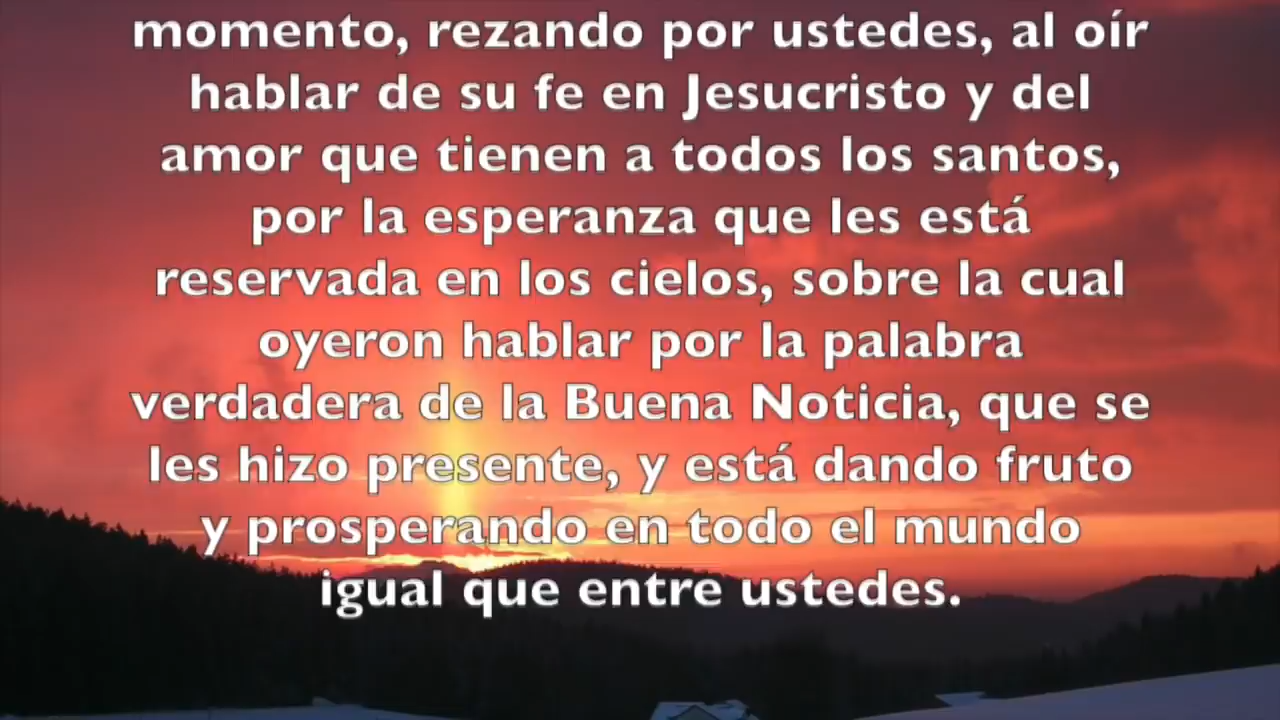 momento, rezando por ustedes, al oír
hablar de su fe en Jesucristo y del
amor que tienen a todos los santos,
por la esperanza que les está
reservada en los cielos, sobre la cual
oyeron hablar por la palabra
verdadera de la Buena Noticia, que se
les hizo presente, y está dando fruto
y prosperando en todo el mundo
igual que entre ustedes.